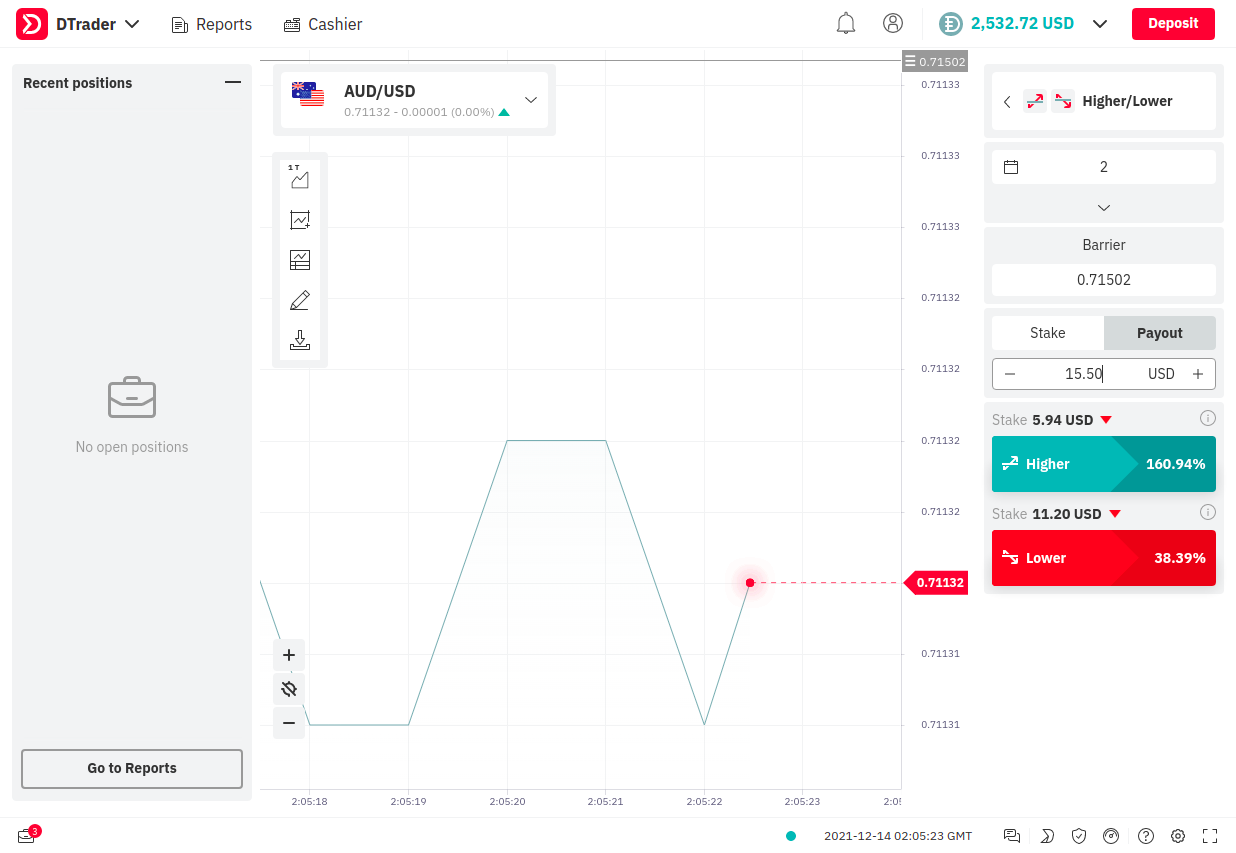 DTrader
Reports
Cashier
2,532.72 USD
Deposit
Recent positions
No open positions
Go to Reports
AUD/USD
0.71132 - 0.00001 (0.00%)
1 T
0.71502
0.71133
0.71133
0.71133
0.71132
0.71132
0.71132
0.71132
0.71132
0.71131
0.71131
2:05:18
2:05:19
2:05:20
2:05:21
2:05:22
2:05:23
2:05
Higher/Lower
2
Barrier
0.71502
Stake
Payout
15.50
USD
Stake 5.94 USD
Higher
160.94%
Stake 11.20 USD
Lower
38.39%
3
2021-12-14 02:05:23 GMT